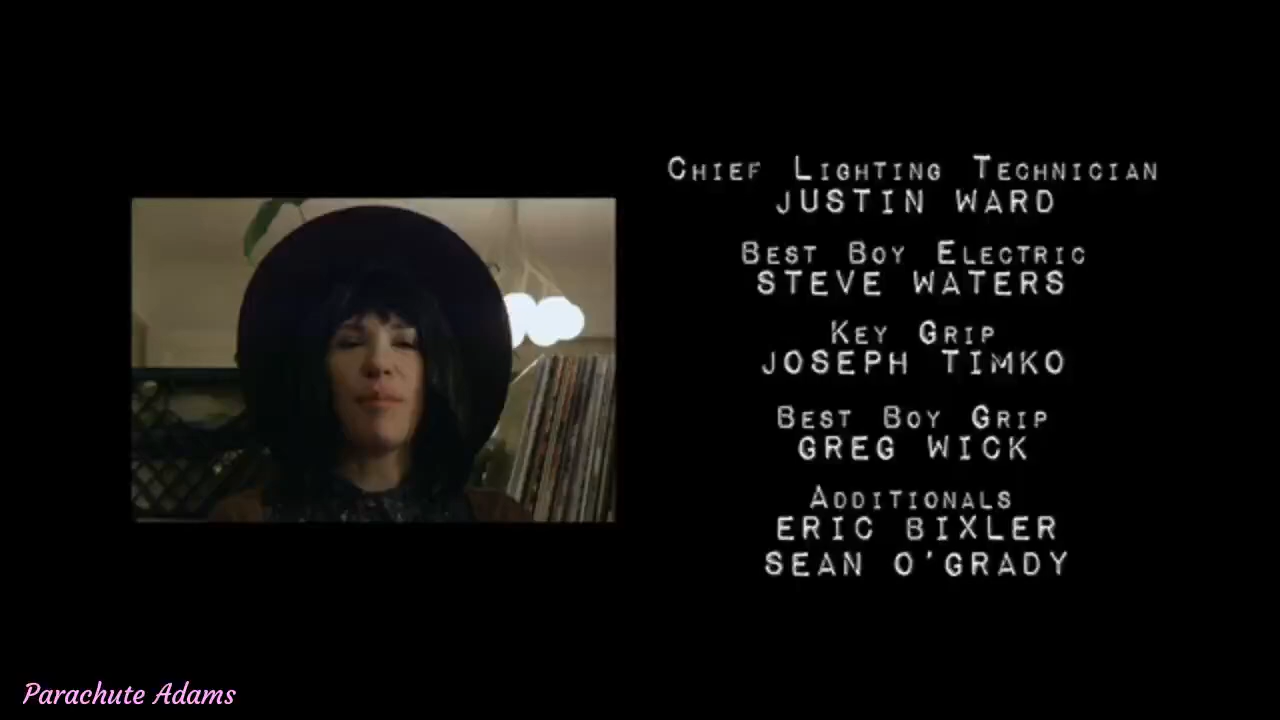 Chief Lighting Technician
JUSTIN WARD
Best Boy Electric
STEVE WATERS
Key Grip
JOSEPH TIMKO
Best Boy Grip
GREG WICK
Additionals
ERIC BIXLER
SEAN O'GRADY
Parachute Adams